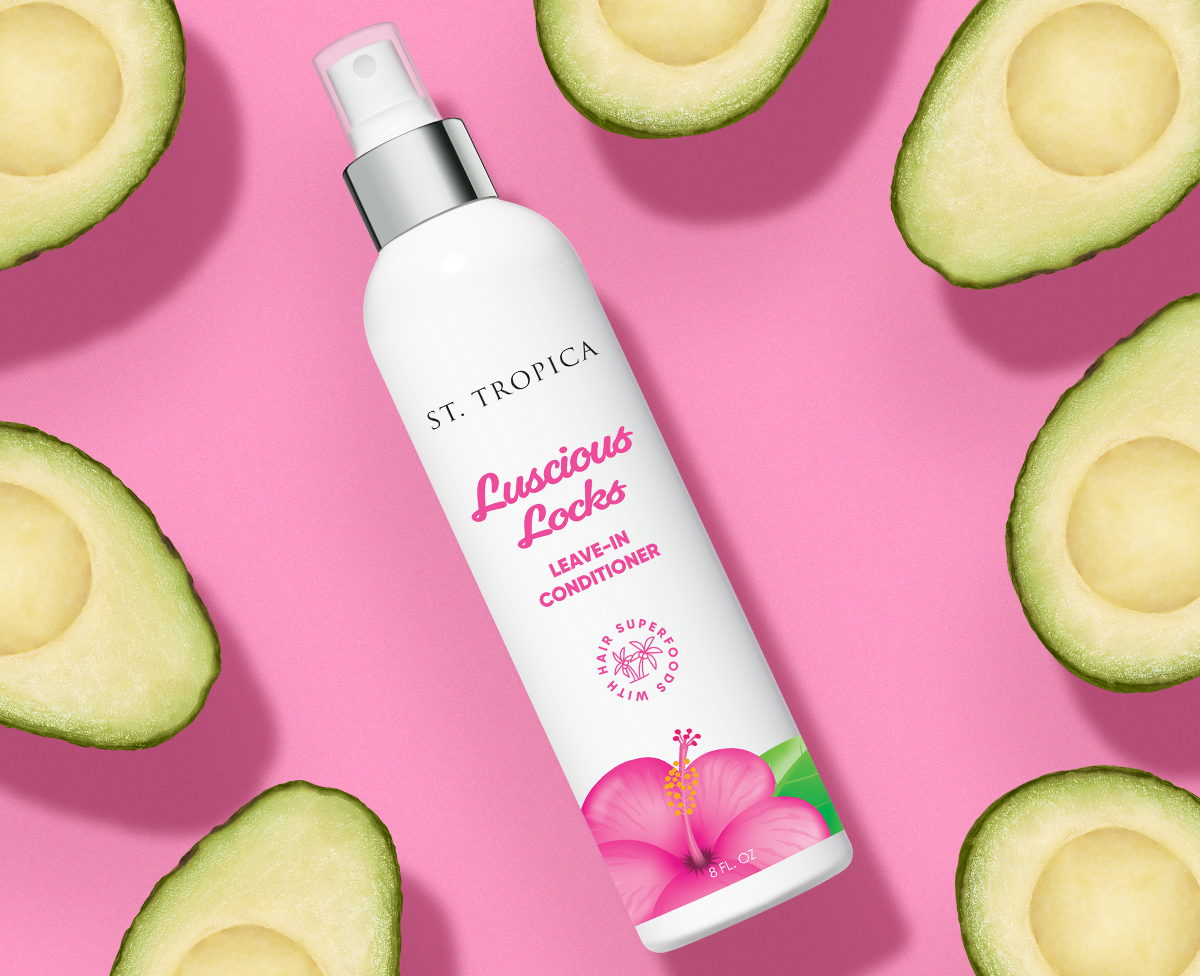 ST. TROPICA
Luscious
Locks
LEAVE-IN
CONDITIONER
WITH HAIR SUPERFOODS
8 FL. OZ